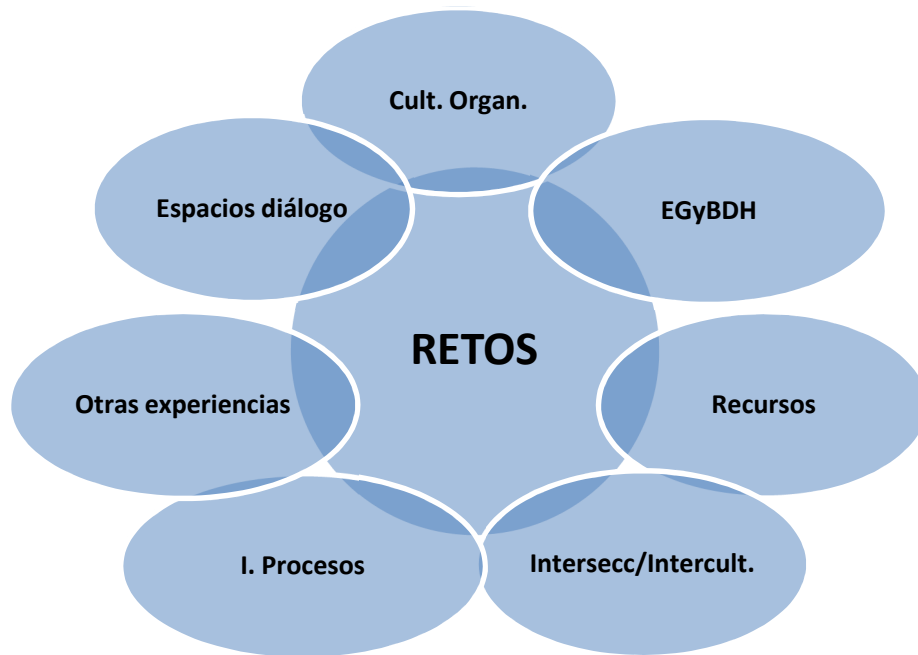 Cult. Organ.
Espacios diálogo
EGyBDH
RETOS
Otras experiencias
Recursos
I. Procesos
Intersecc/Intercult.